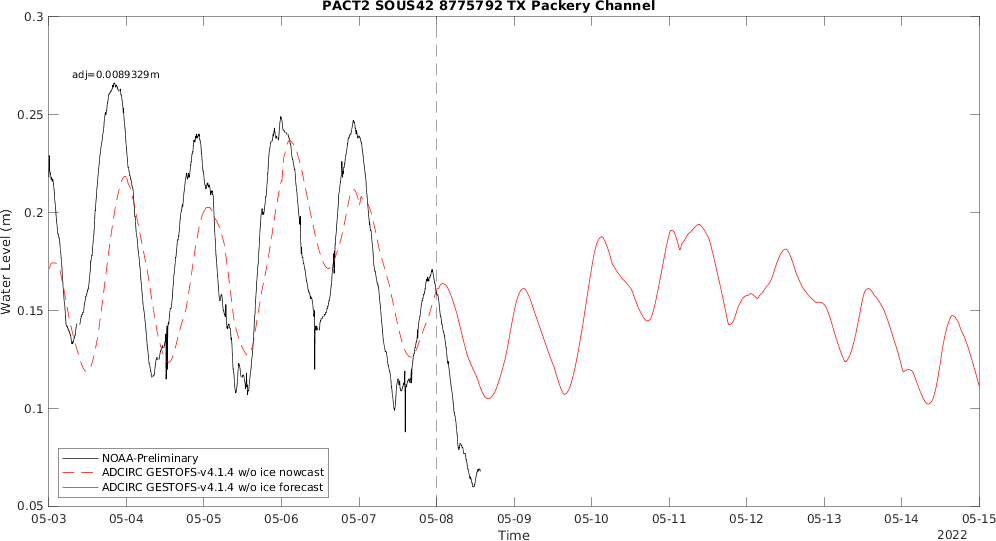 PACT2 SOUS42 8775792 TX Packery Channel
0.3
0.25
0.2
0.15
0.1
0.05
Water Level (m)
adj=0.0089329m
NOAA-Preliminary
ADCIRC GESTOFS-v4.1.4 w/o ice nowcast
ADCIRC GESTOFS-v4.1.4 w/o ice forecast
05-03 05-04 05-05 05-06 05-07 05-08 05-09 05-10 05-11 05-12 05-13 05-14 05-15
Time
2022